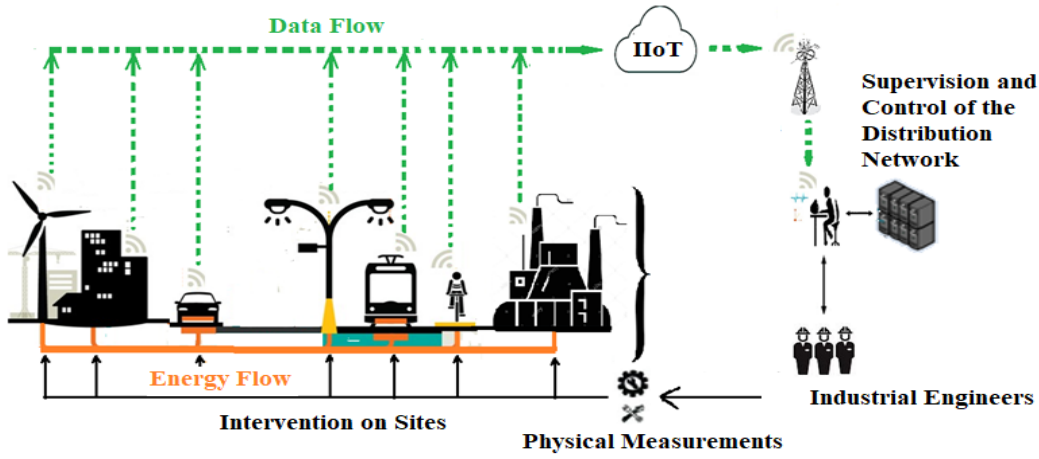 Data Flow
IIoT
Supervision and
Control of the
Distribution
Network
Energy Flow
Intervention on Sites
Industrial Engineers
Physical Measurements